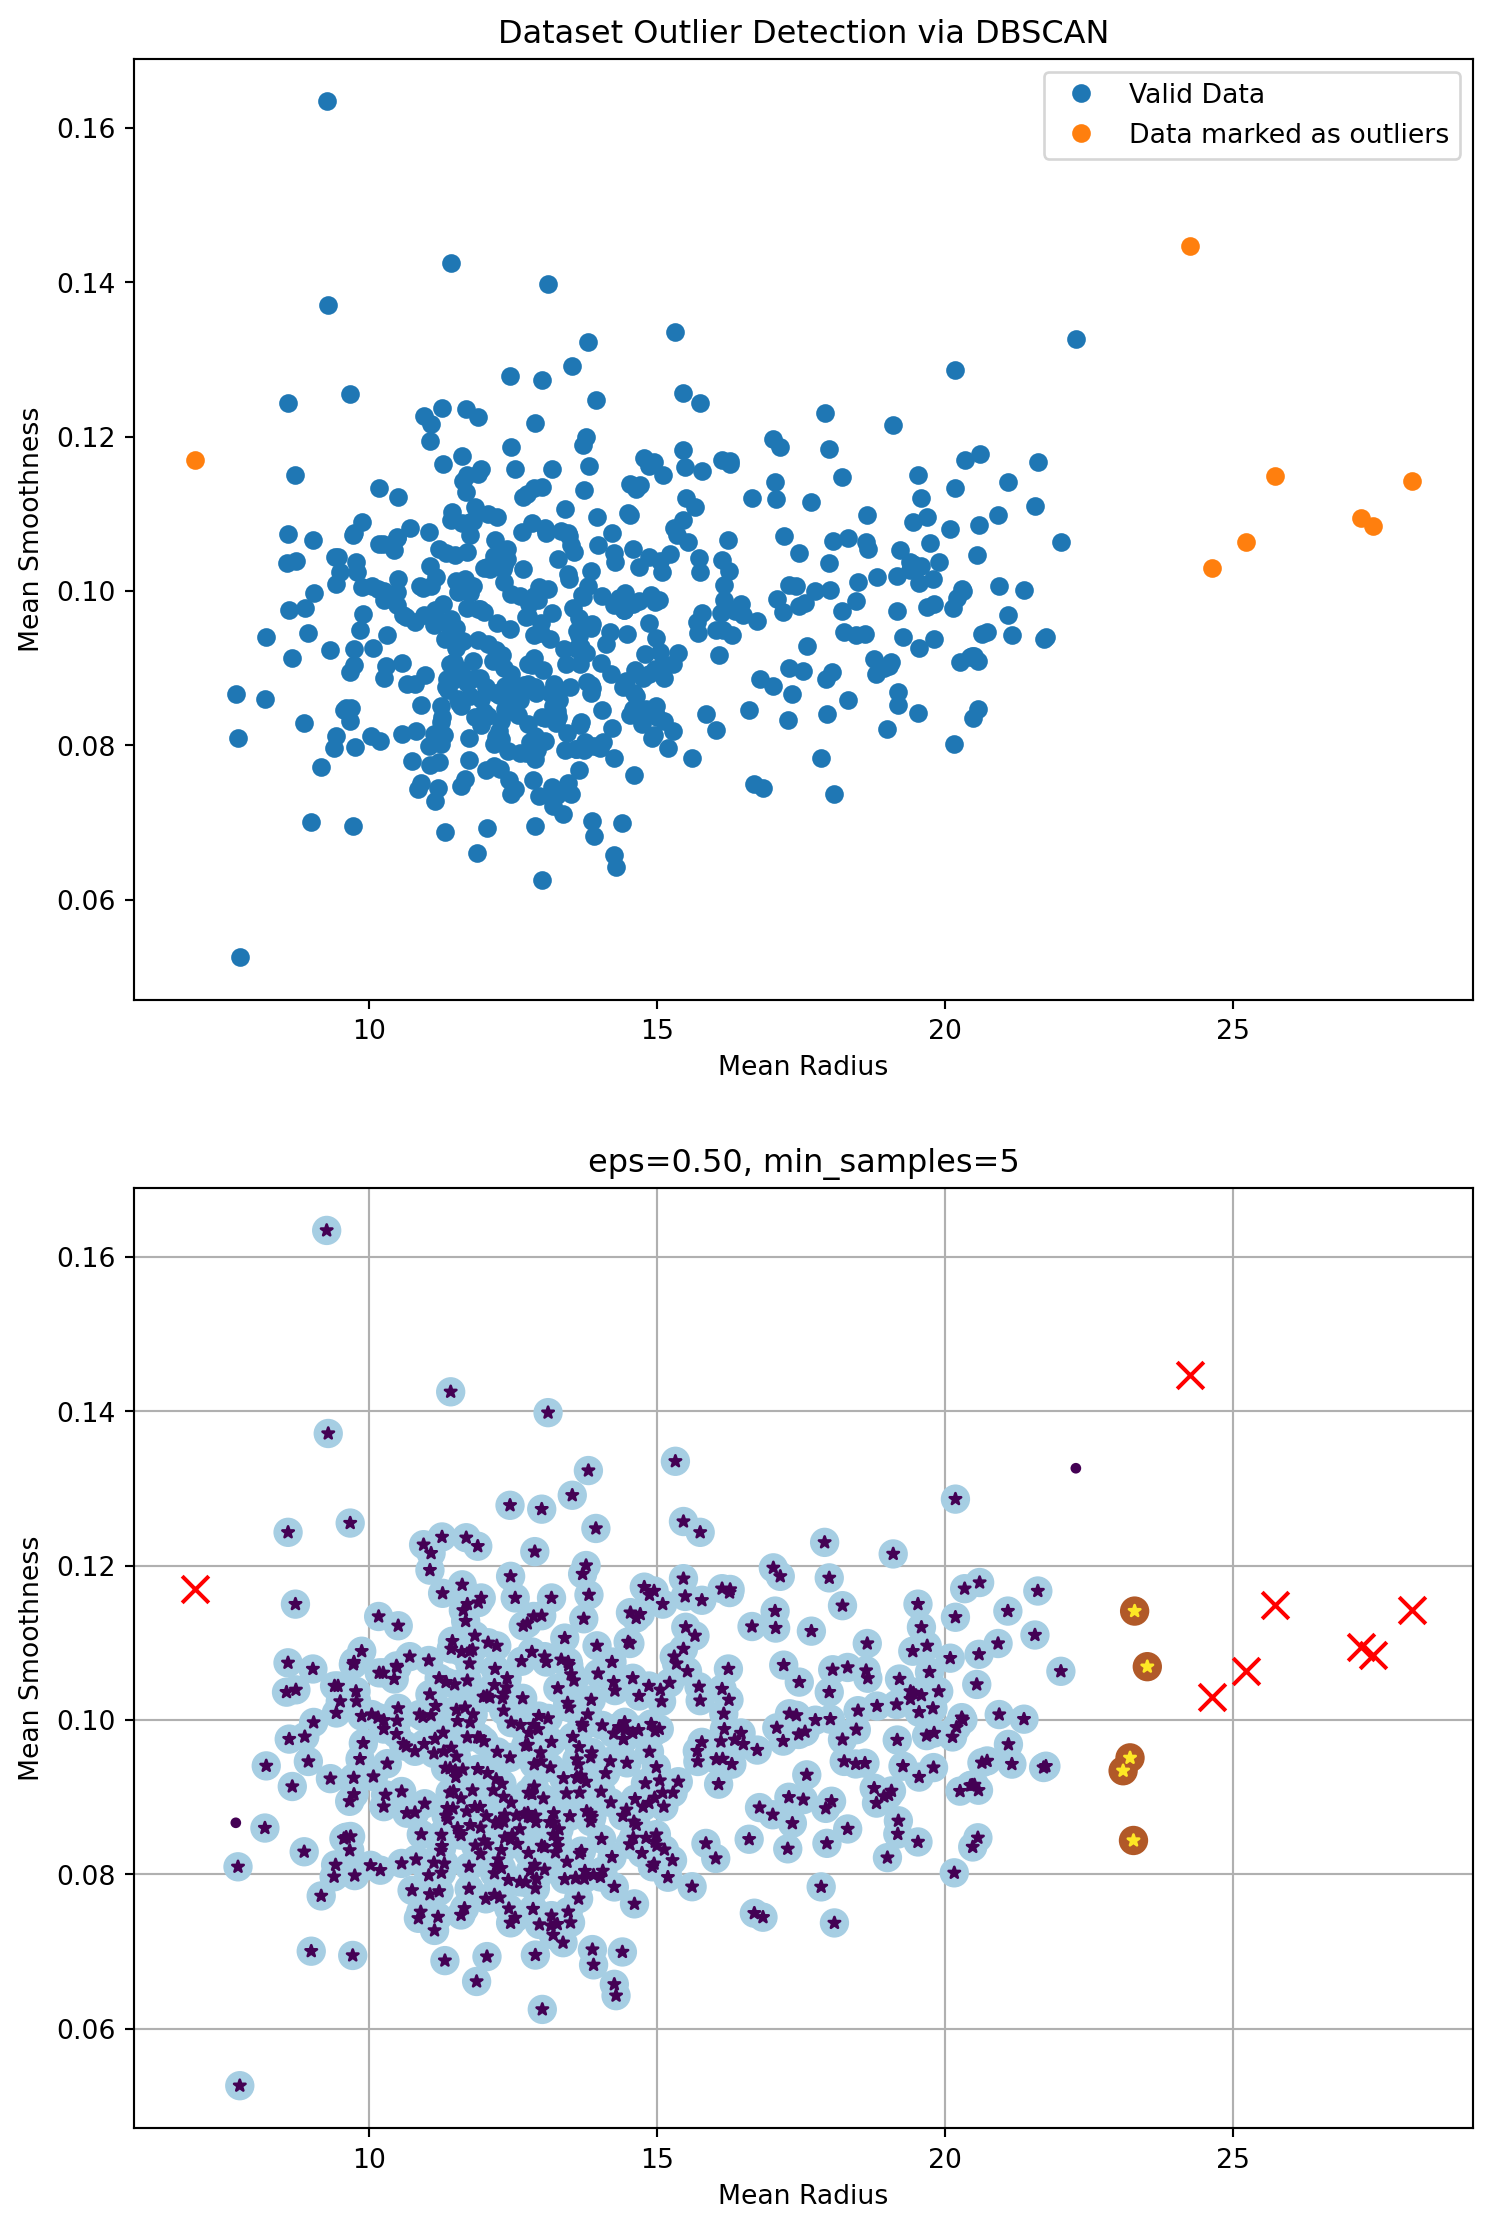 Dataset Outlier Detection via DBSCAN
Valid Data
Data marked as outliers
0.16
0.14
0.12
0.10
0.08
0.06
Mean Smoothness
10 15 20 25
Mean Radius
eps=0.50, min_samples=5
0.16
0.14
0.12
0.10
0.08
0.06
Mean Smoothness
10 15 20 25
Mean Radius